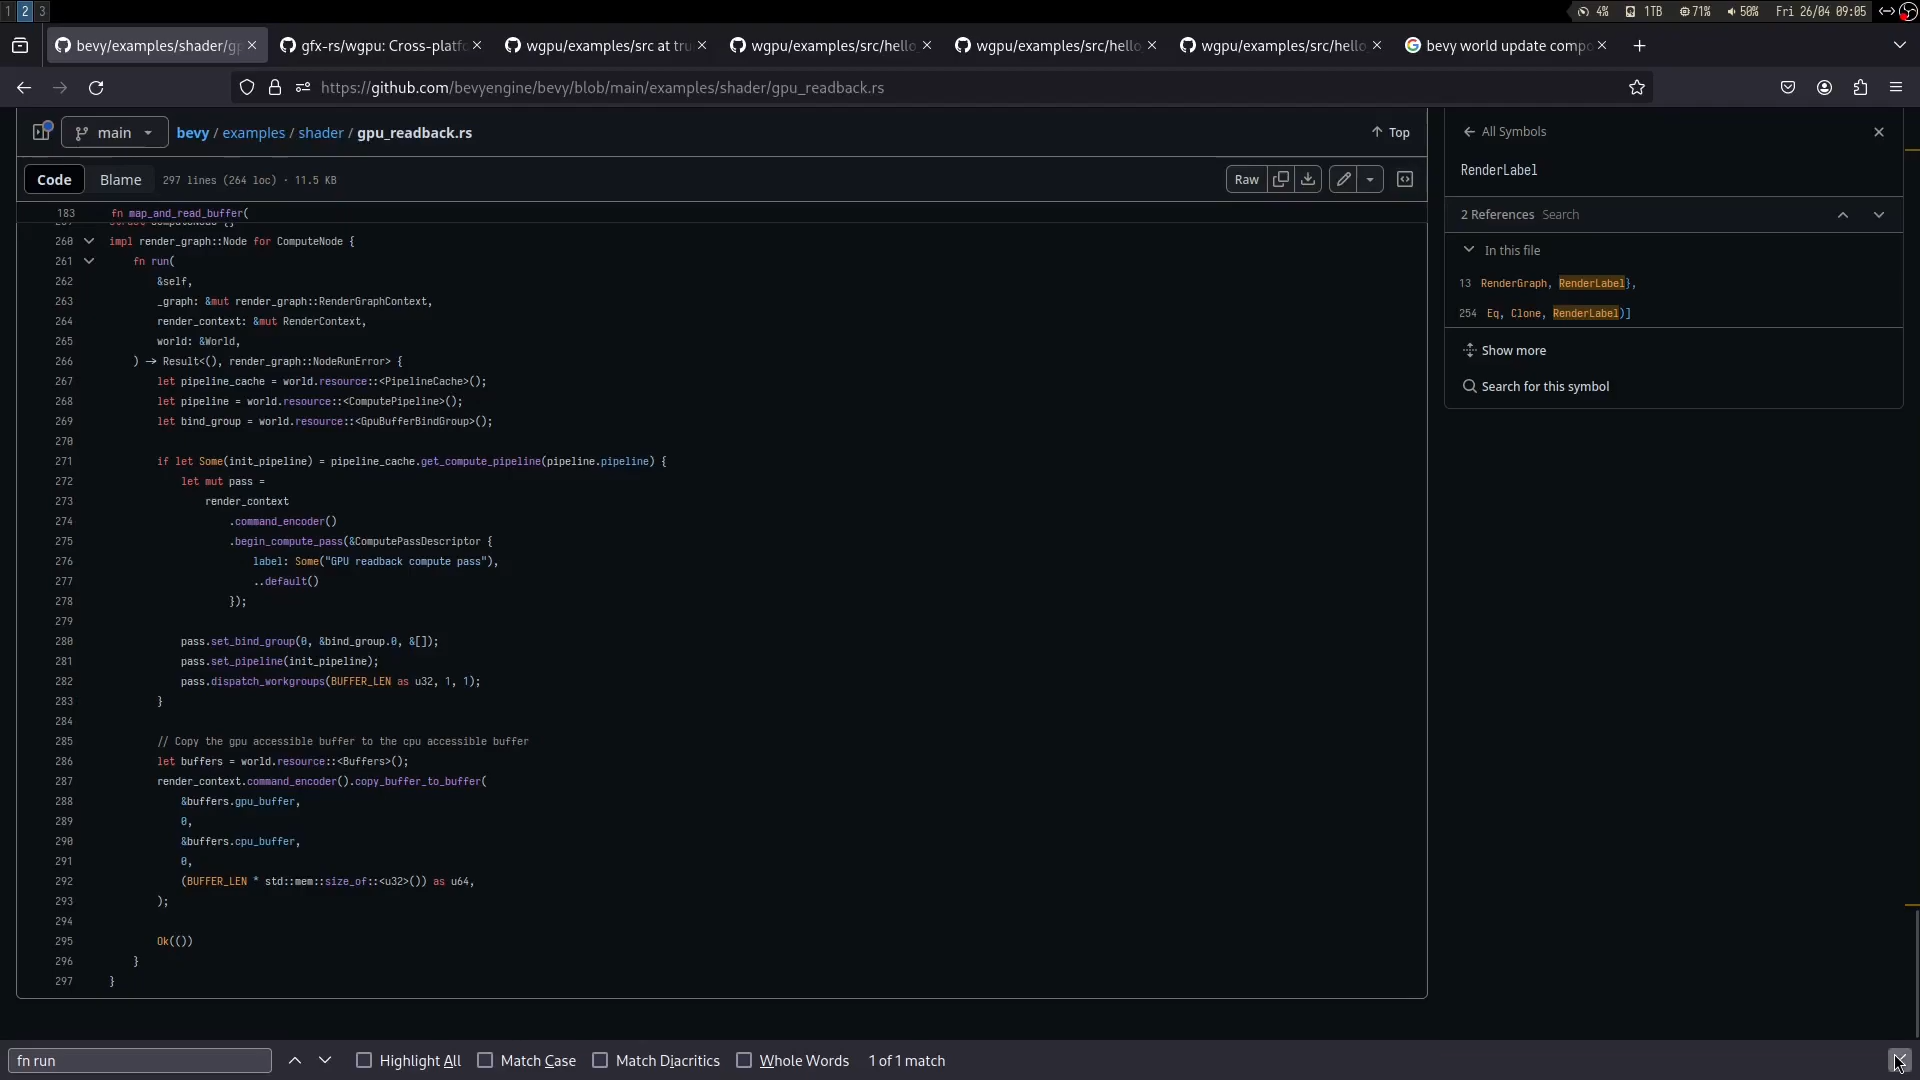 1 2 3
4% 1TB 71% 50% Fri 26/04 09:05
bevy/examples/shader/gp
gfx-rs/wgpu: Cross-platfo
wgpu/examples/src at tru
wgpu/examples/src/hello
wgpu/examples/src/hello
wgpu/examples/src/hello
bevy world update compo
https://github.com/bevyengine/bevy/blob/main/examples/shader/gpu_readback.rs
main bevy / examples / shader / gpu_readback.rs Top
Code Blame 297 lines (264 loc) · 11.5 KB Raw
183 fn map_and_read_buffer(
260 impl render_graph::Node for ComputeNode {
261 fn run(
262 &self,
263 _graph: &mut render_graph::RenderGraphContext,
264 render_context: &mut RenderContext,
265 world: &World,
266 ) -> Result<(), render_graph::NodeRunError> {
267 let pipeline_cache = world.resource::<PipelineCache>();
268 let pipeline = world.resource::<ComputePipeline>();
269 let bind_group = world.resource::<GpuBufferBindGroup>();
270
271 if let Some(init_pipeline) = pipeline_cache.get_compute_pipeline(pipeline.pipeline) {
272 let mut pass =
273 render_context
274 .command_encoder()
275 .begin_compute_pass(&ComputePassDescriptor {
276 label: Some("GPU readback compute pass"),
277 ..default()
278 });
279
280 pass.set_bind_group(0, &bind_group.0, &[]);
281 pass.set_pipeline(init_pipeline);
282 pass.dispatch_workgroups(BUFFER_LEN as u32, 1, 1);
283 }
284
285 // Copy the gpu accessible buffer to the cpu accessible buffer
286 let buffers = world.resource::<Buffers>();
287 render_context.command_encoder().copy_buffer_to_buffer(
288 &buffers.gpu_buffer,
289 0,
290 &buffers.cpu_buffer,
291 0,
292 (BUFFER_LEN * std::mem::size_of::<u32>()) as u64,
293 );
294
295 Ok(())
296 }
297 }
All Symbols
RenderLabel
2 References Search
In this file
13 RenderGraph, RenderLabel},
254 Eq, Clone, RenderLabel)]
Show more
Search for this symbol
fn run Highlight All Match Case Match Diacritics Whole Words 1 of 1 match